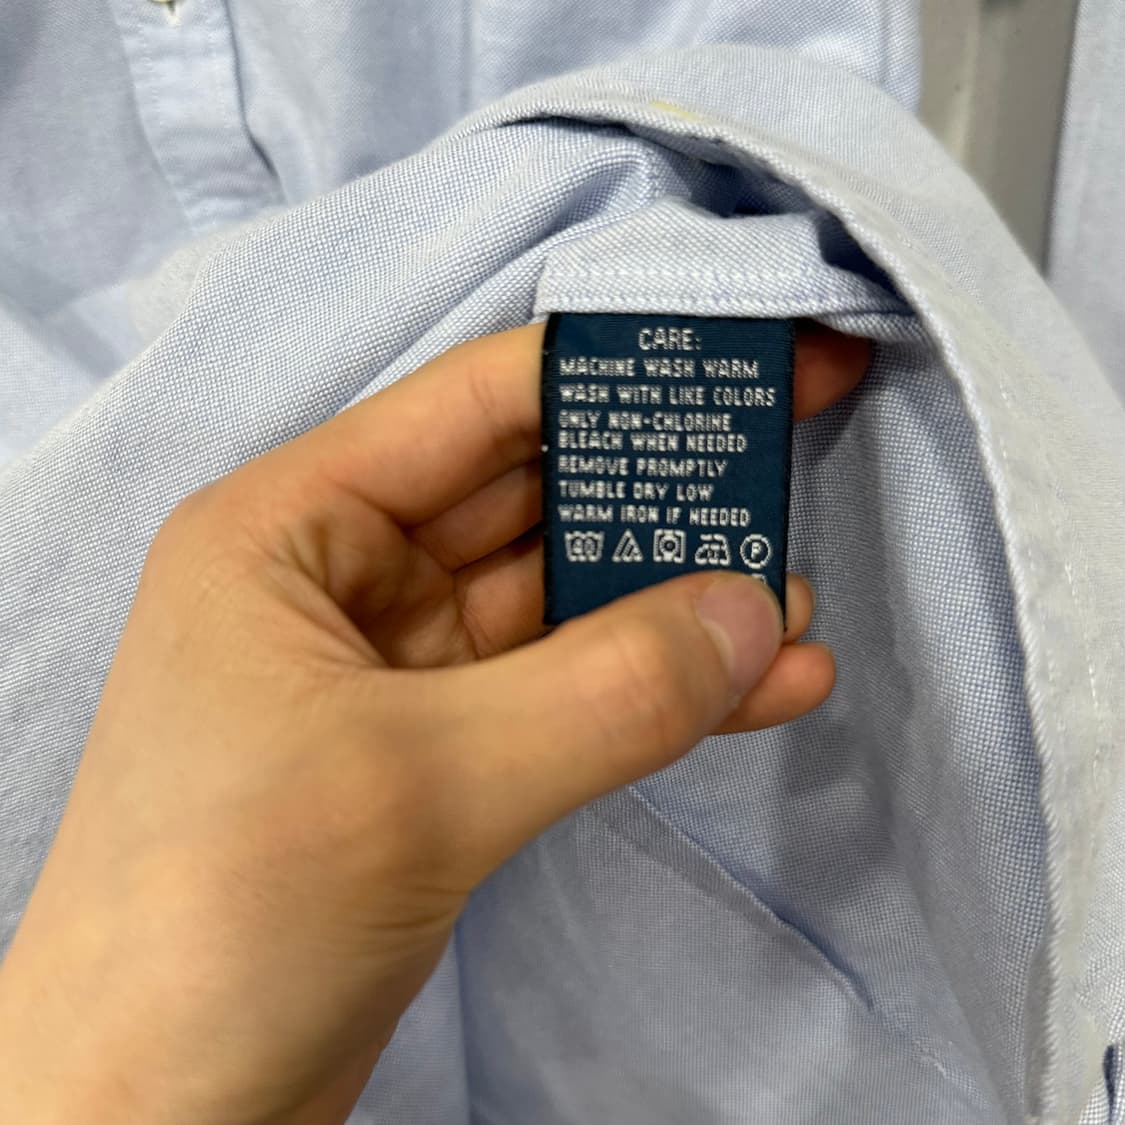 CARE:
MACHINE WASH WARM
WASH WITH LIKE COLORS
ONLY NON-CHLORINE
BLEACH WHEN NEEDED
REMOVE PROMPTLY
TUMBLE DRY LOW
WARM IRON IF NEEDED
40 P